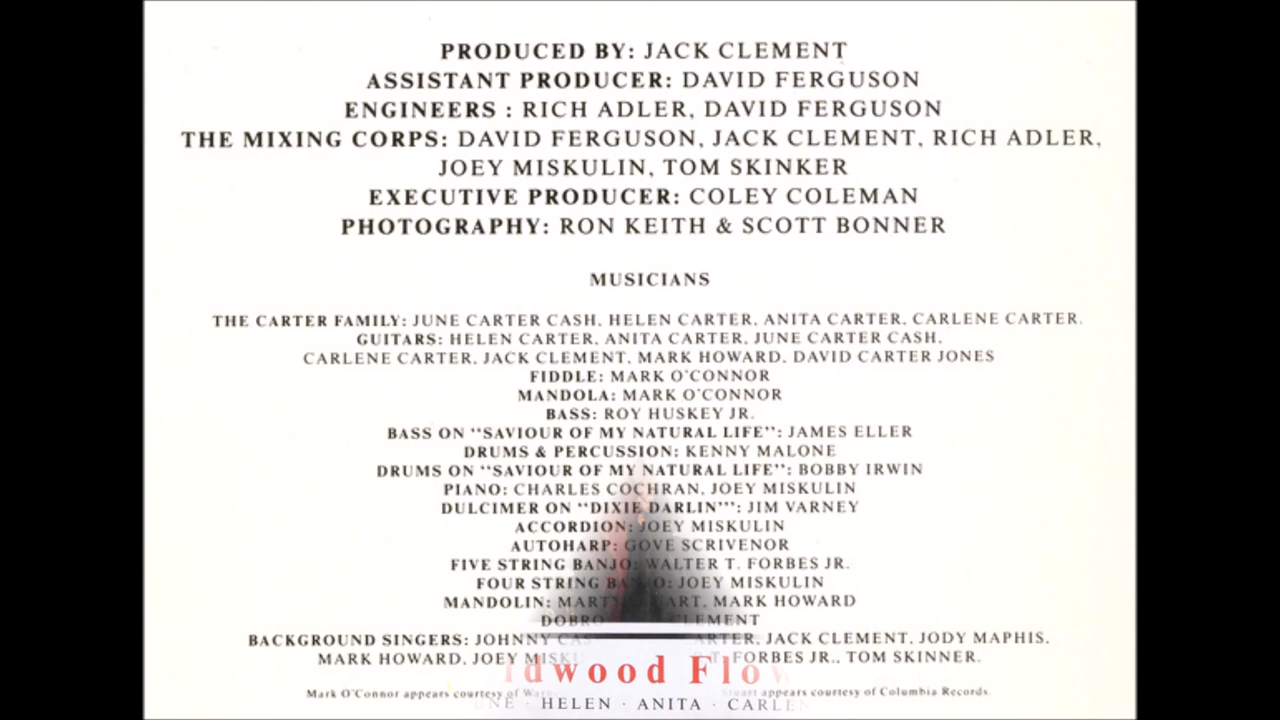 PRODUCED BY: JACK CLEMENT
ASSISTANT PRODUCER: DAVID FERGUSON
ENGINEERS : RICH ADLER, DAVID FERGUSON
THE MIXING CORPS: DAVID FERGUSON, JACK CLEMENT, RICH ADLER,
JOEY MISKULIN, TOM SKINKER
EXECUTIVE PRODUCER: COLEY COLEMAN
PHOTOGRAPHY: RON KEITH & SCOTT BONNER
MUSICIANS
THE CARTER FAMILY: JUNE CARTER CASH, HELEN CARTER, ANITA CARTER, CARLENE CARTER.
GUITARS: HELEN CARTER, ANITA CARTER, JUNE CARTER CASH,
CARLENE CARTER, JACK CLEMENT, MARK HOWARD, DAVID CARTER JONES
FIDDLE: MARK O'CONNOR
MANDOLA: MARK O'CONNOR
BASS: ROY HUSKEY JR.
BASS ON "SAVIOUR OF MY NATURAL LIFE": JAMES ELLER
DRUMS & PERCUSSION: KENNY MALONE
DRUMS ON "SAVIOUR OF MY NATURAL LIFE": BOBBY IRWIN
PIANO: CHARLES COCHRAN, JOEY MISKULIN
DULCIMER ON "DIXIE DARLIN'": JIM VARNEY
ACCORDION: JOEY MISKULIN
AUTOHARP: GOVE SCRIVENOR
FIVE STRING BANJO: WALTER T. FORBES JR.
FOUR STRING BANJO: JOEY MISKULIN
MANDOLIN: MARTY MARK HOWARD
CLEMENT
BACKGROUND SINGERS: JOHNNY JACK CLEMENT, JODY MAPHIS,
MARK HOWARD, JOEY T. FORBES JR., TOM SKINNER.
Mark O'Connor appears courtesy of appears courtesy of Columbia Records.
dwood Flow
HELEN · ANITA · CARLEN